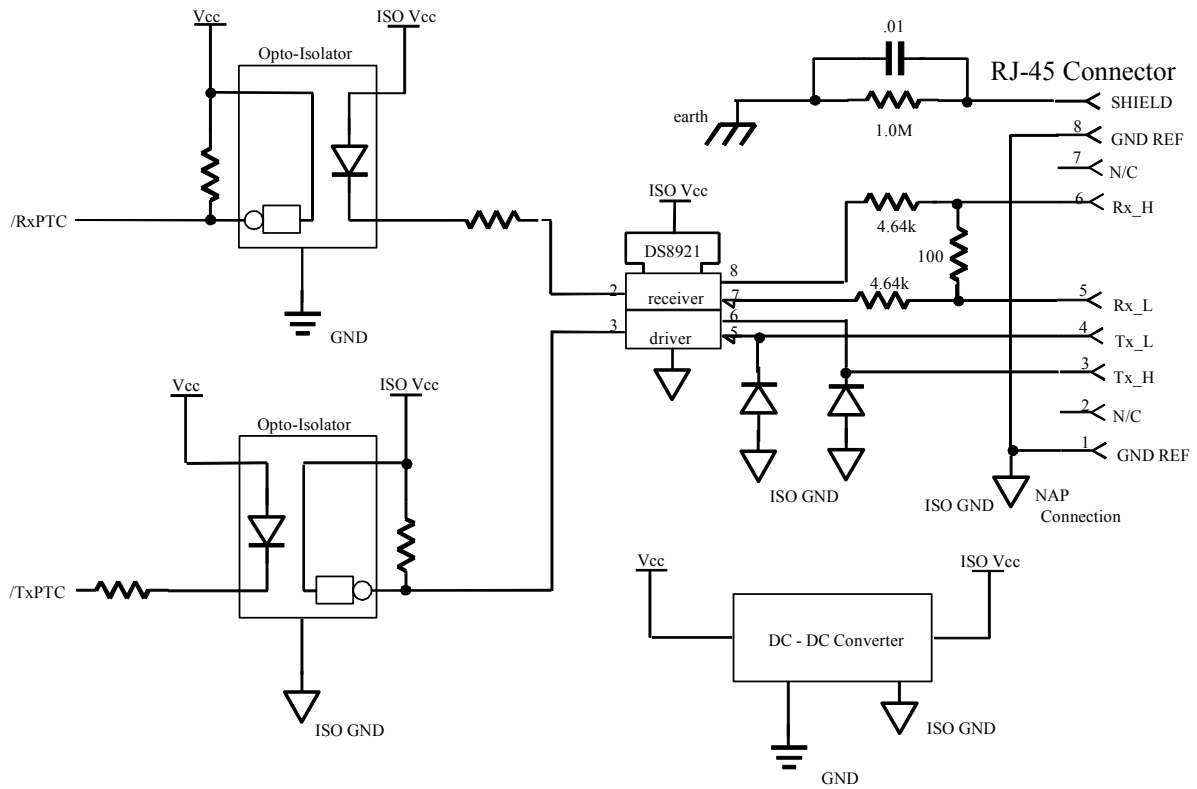 Vcc
ISO Vcc
Opto-Isolator
/RxPTC
GND
.01
1.0M
earth
RJ-45 Connector
SHIELD
8
GND REF
7
N/C
6
Rx_H
5
Rx_L
4
Tx_L
3
Tx_H
2
N/C
1
GND REF
4.64k
100
4.64k
ISO Vcc
DS8921
receiver
driver
2
3
8
7
6
5
ISO GND
ISO GND
NAP
Connection
Vcc
ISO Vcc
Opto-Isolator
/TxPTC
ISO GND
Vcc
ISO Vcc
DC - DC Converter
ISO GND
GND